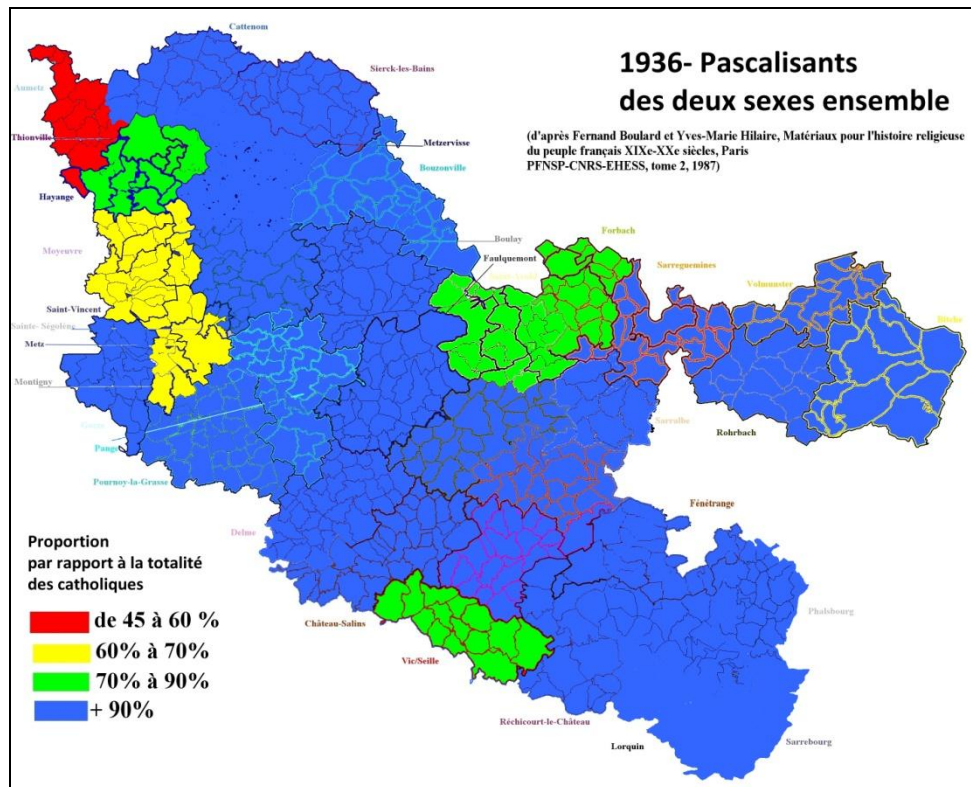 Cattenom
1936- Pascalisants
des deux sexes ensemble
Sierck-les-Bains
Aumetz
(d'après Fernand Boulard et Yves-Marie Hilaire, Matériaux pour l'histoire religieuse
du peuple français XIXe-XXe siècles, Paris
PFNSP-CNRS-EHESS, tome 2, 1987)
Thionville
Metzervisse
Bouzonville
Hayange
Forbach
Boulay
Moyeuvre
Faulquemont
Sarreguemines
Volmunster
Saint-Vincent
Bitche
Sainte- Ségolène
Metz
Montigny
Sarralbe
Rohrbach
Pange
Pournoy-la-Grasse
Fénétrange
Delme
Proportion
par rapport à la totalité
des catholiques
de 45 à 60 %
60% à 70%
70% à 90%
+ 90%
Château-Salins
Phalsbourg
Vic/Seille
Réchicourt-le-Château
Lorquin
Sarrebourg